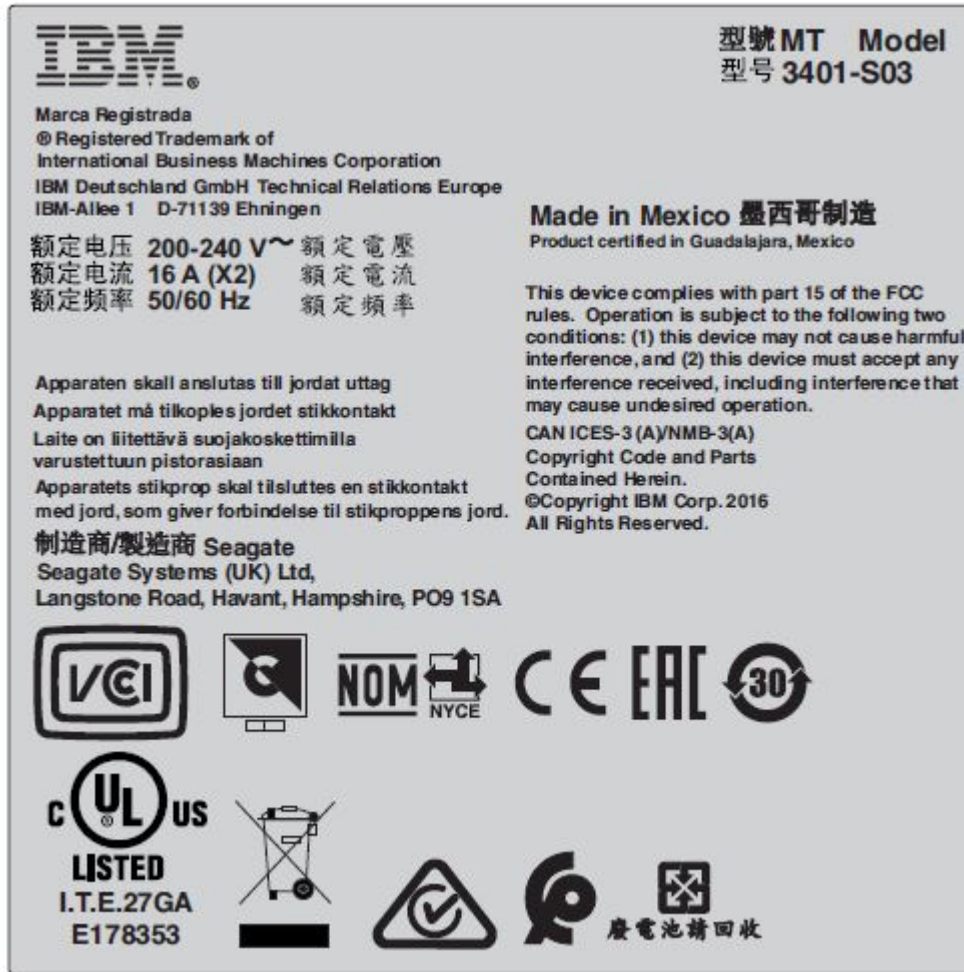 IBM®
型號 MT Model
型号 3401-S03
Marca Registrada
® Registered Trademark of
International Business Machines Corporation
IBM Deutschland GmbH Technical Relations Europe
IBM-Allee 1 D-71139 Ehningen
额定电压 200-240 V~ 額定電壓
额定电流 16 A (X2) 額定電流
额定频率 50/60 Hz 額定頻率
Made in Mexico 墨西哥制造
Product certified in Guadalajara, Mexico
This device complies with part 15 of the FCC
rules. Operation is subject to the following two
conditions: (1) this device may not cause harmful
interference, and (2) this device must accept any
interference received, including interference that
may cause undesired operation.
CAN ICES-3 (A)/NMB-3(A)
Copyright Code and Parts
Contained Herein.
©Copyright IBM Corp. 2016
All Rights Reserved.
Apparaten skall anslutas till jordat uttag
Apparatet må tilkoples jordet stikkontakt
Laite on liitettävä suojakoskettimilla
varustettuun pistorasiaan
Apparatets stikprop skal tilsluttes en stikkontakt
med jord, som giver forbindelse til stikproppens jord.
制造商/製造商 Seagate
Seagate Systems (UK) Ltd,
Langstone Road, Havant, Hampshire, PO9 1SA
VCCI
NOM
NYCE
CE
EAC
30
C UL® US
LISTED
I.T.E.27GA
E178353
廢電池請回收